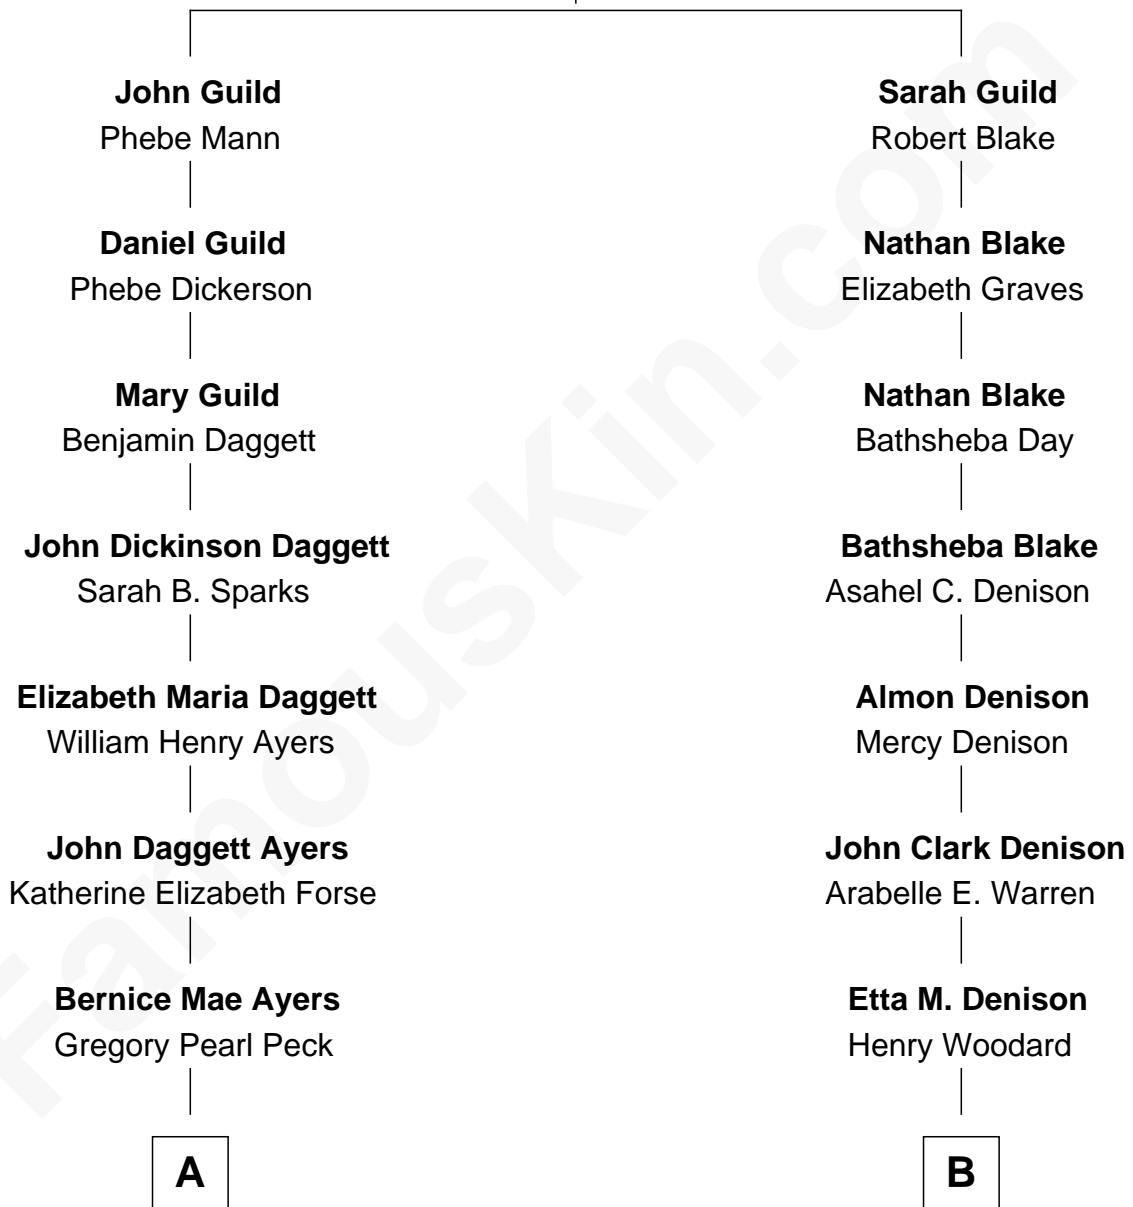 John Guild
Phebe Mann
Daniel Guild
Phebe Dickerson
Mary Guild
Benjamin Daggett
John Dickinson Daggett
Sarah B. Sparks
Elizabeth Maria Daggett
William Henry Ayers
John Daggett Ayers
Katherine Elizabeth Forse
Bernice Mae Ayers
Gregory Pearl Peck
A
Sarah Guild
Robert Blake
Nathan Blake
Elizabeth Graves
Nathan Blake
Bathsheba Day
Bathsheba Blake
Asahel C. Denison
Almon Denison
Mercy Denison
John Clark Denison
Arabelle E. Warren
Etta M. Denison
Henry Woodard
B
FamousKin.com